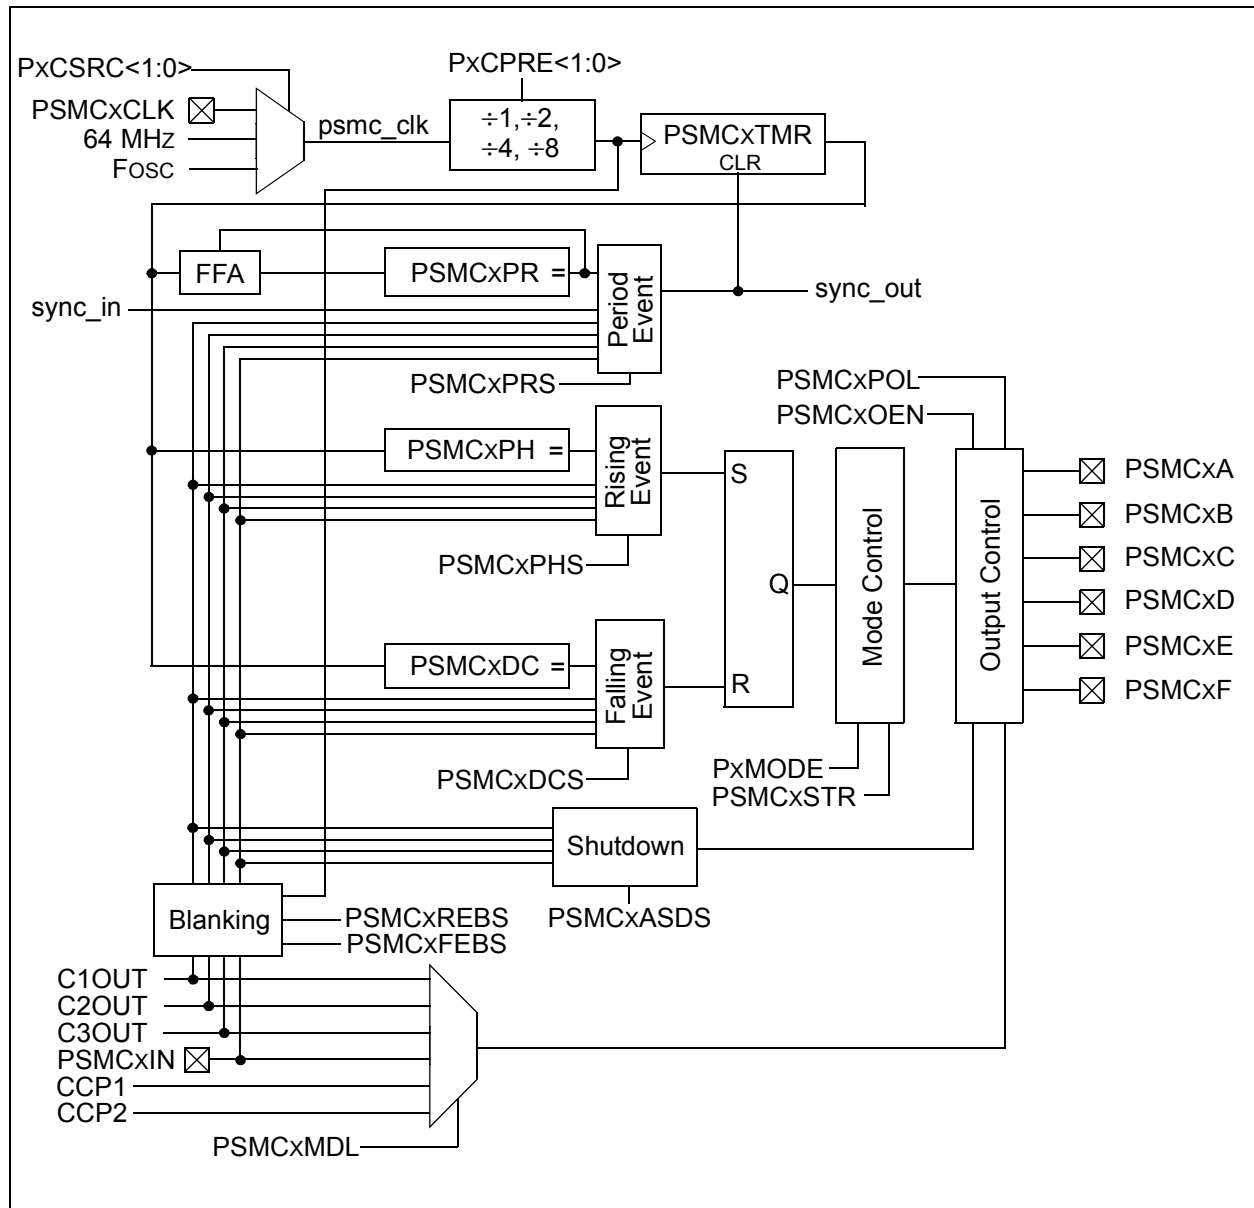 PxCSRC<1:0>
PxCPRE<1:0>
PSMCxCLK
64 MHz
FOSC
psmc_clk
÷1,÷2,
÷4, ÷8
PSMCxTMR
CLR
FFA
PSMCxPR =
Period
Event
sync_in
sync_out
PSMCxPRS
PSMCxPOL
PSMCxOEN
PSMCxPH =
Rising
Event
PSMCxPHS
S
Q
R
Mode Control
Output Control
PSMCxA
PSMCxB
PSMCxC
PSMCxD
PSMCxE
PSMCxF
PSMCxDC =
Falling
Event
PSMCxDCS
PxMODE
PSMCxSTR
Shutdown
PSMCxASDS
Blanking
PSMCxREBS
PSMCxFEBS
C1OUT
C2OUT
C3OUT
PSMCxIN
CCP1
CCP2
PSMCxMDL